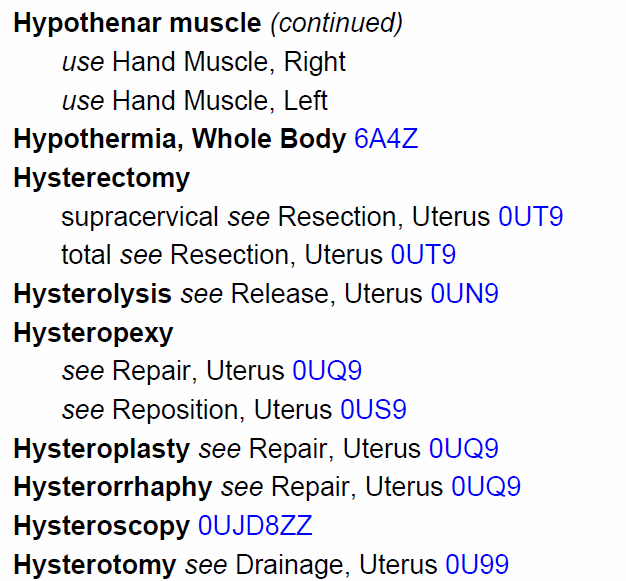 Hypothenar muscle (continued)
use Hand Muscle, Right
use Hand Muscle, Left
Hypothermia, Whole Body 6A4Z
Hysterectomy
supracervical see Resection, Uterus 0UT9
total see Resection, Uterus 0UT9
Hysterolysis see Release, Uterus 0UN9
Hysteropexy
see Repair, Uterus 0UQ9
see Reposition, Uterus 0US9
Hysteroplasty see Repair, Uterus 0UQ9
Hysterorrhaphy see Repair, Uterus 0UQ9
Hysteroscopy 0UJD8ZZ
Hysterotomy see Drainage, Uterus 0U99